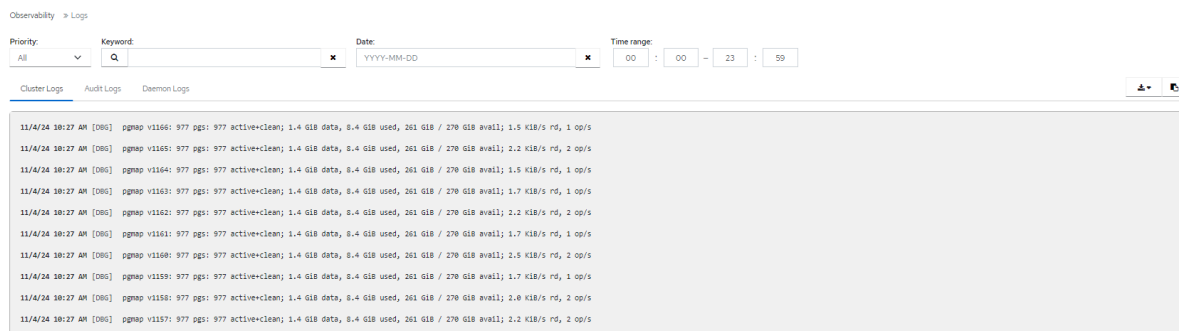 Observability » Logs
Priority: Keyword: Date: Time range:
All YYYY-MM-DD 00 : 00 – 23 : 59
Cluster Logs Audit Logs Daemon Logs
11/4/24 10:27 AM [DBG] pgmap v1166: 977 pgs: 977 active+clean; 1.4 GiB data, 8.4 GiB used, 261 GiB / 270 GiB avail; 1.5 KiB/s rd, 1 op/s
11/4/24 10:27 AM [DBG] pgmap v1165: 977 pgs: 977 active+clean; 1.4 GiB data, 8.4 GiB used, 261 GiB / 270 GiB avail; 2.2 KiB/s rd, 2 op/s
11/4/24 10:27 AM [DBG] pgmap v1164: 977 pgs: 977 active+clean; 1.4 GiB data, 8.4 GiB used, 261 GiB / 270 GiB avail; 1.5 KiB/s rd, 1 op/s
11/4/24 10:27 AM [DBG] pgmap v1163: 977 pgs: 977 active+clean; 1.4 GiB data, 8.4 GiB used, 261 GiB / 270 GiB avail; 1.7 KiB/s rd, 1 op/s
11/4/24 10:27 AM [DBG] pgmap v1162: 977 pgs: 977 active+clean; 1.4 GiB data, 8.4 GiB used, 261 GiB / 270 GiB avail; 2.2 KiB/s rd, 2 op/s
11/4/24 10:27 AM [DBG] pgmap v1161: 977 pgs: 977 active+clean; 1.4 GiB data, 8.4 GiB used, 261 GiB / 270 GiB avail; 1.7 KiB/s rd, 1 op/s
11/4/24 10:27 AM [DBG] pgmap v1160: 977 pgs: 977 active+clean; 1.4 GiB data, 8.4 GiB used, 261 GiB / 270 GiB avail; 2.5 KiB/s rd, 2 op/s
11/4/24 10:27 AM [DBG] pgmap v1159: 977 pgs: 977 active+clean; 1.4 GiB data, 8.4 GiB used, 261 GiB / 270 GiB avail; 1.7 KiB/s rd, 1 op/s
11/4/24 10:27 AM [DBG] pgmap v1158: 977 pgs: 977 active+clean; 1.4 GiB data, 8.4 GiB used, 261 GiB / 270 GiB avail; 2.0 KiB/s rd, 2 op/s
11/4/24 10:27 AM [DBG] pgmap v1157: 977 pgs: 977 active+clean; 1.4 GiB data, 8.4 GiB used, 261 GiB / 270 GiB avail; 2.2 KiB/s rd, 2 op/s